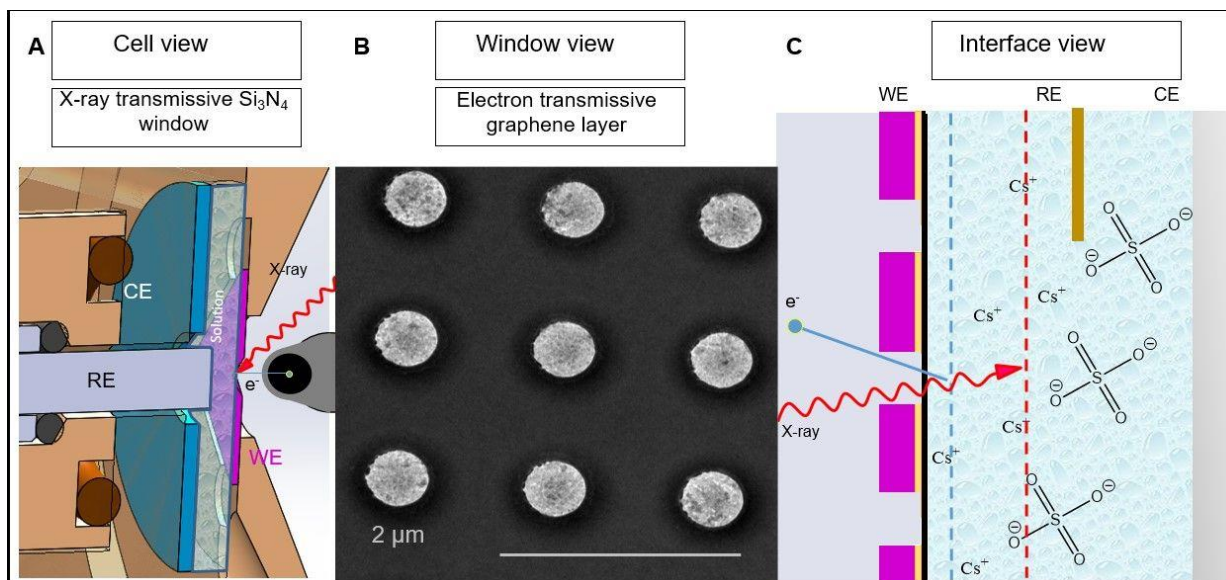 A
Cell view
X-ray transmissive Si₃N₄
window
CE
Solution
X-ray
RE
e⁻
WE
B
Window view
Electron transmissive
graphene layer
2 μm
C
Interface view
WE
RE
CE
Cs⁺
O
O⊖
S
⊖O
O
e⁻
Cs⁺
Cs⁺
O
O⊖
S
⊖O
O
X-ray
Cs⁺
Cs⁺
O
O⊖
S
⊖O
O
Cs⁺